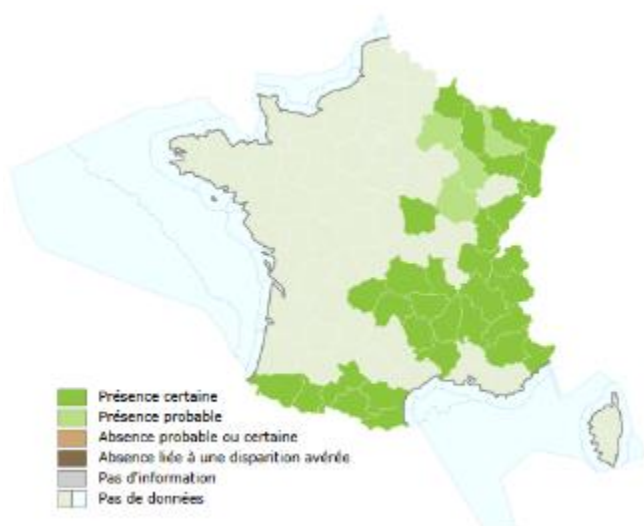 Présence certaine
Présence probable
Absence probable ou certaine
Absence liée à une disparition avérée
Pas d'information
Pas de données